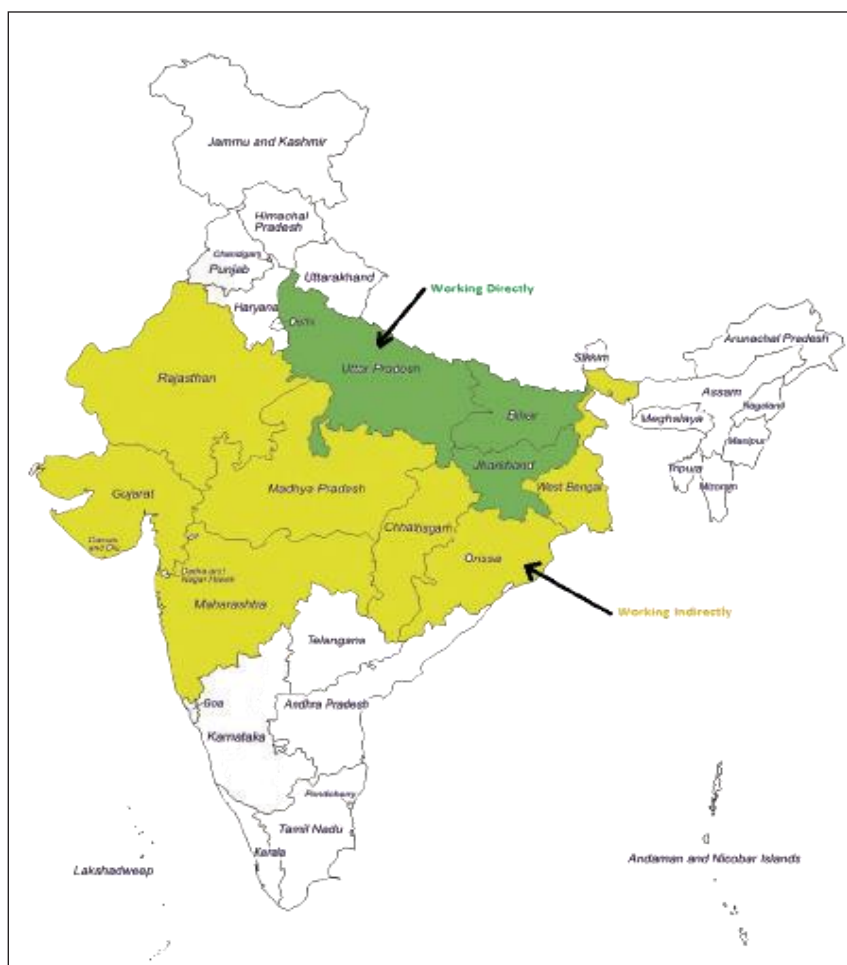 Jammu and Kashmir
Himachal
Pradesh
Chandigarh
Punjab
Uttarakhand
Haryana
Working Directly
Delhi
Arunachal Pradesh
Sikkim
Rajasthan
Uttar Pradesh
Assam
Nagaland
Bihar
Meghalaya
Manipur
Jharkhand
Tripura
Mizoram
West Bengal
Gujarat
Madhya Pradesh
Chhattisgarh
Daman
and Diu
Orissa
Dadra and
Nagar Haveli
Maharashtra
Working Indirectly
Telangana
Goa
Andhra Pradesh
Karnataka
Pondicherry
Tamil Nadu
Kerala
Lakshadweep
Andaman and Nicobar Islands